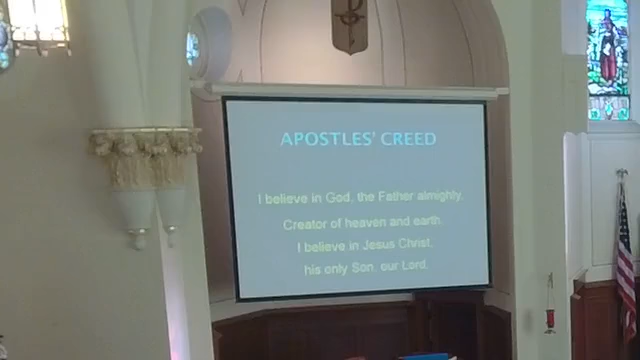 APOSTLES' CREED
I believe in God, the Father almighty,
Creator of heaven and earth.
I believe in Jesus Christ,
his only Son, our Lord.